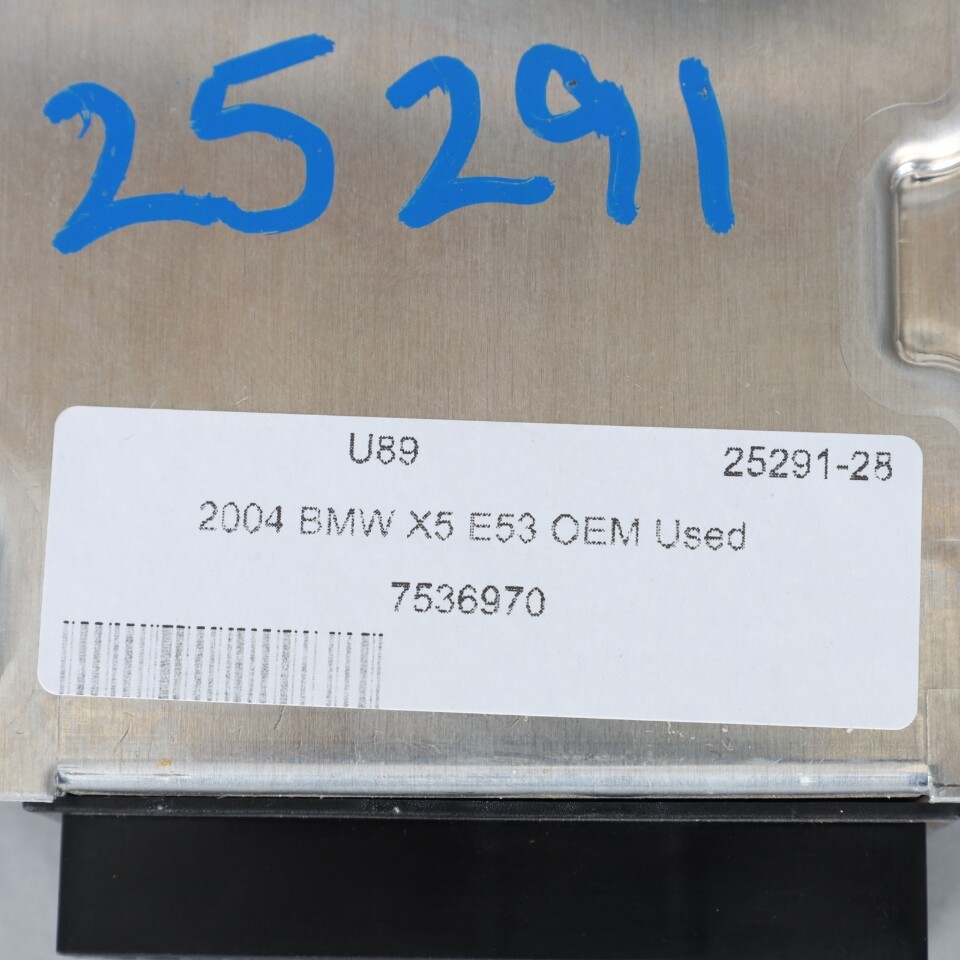 25291
U89 25291-28
2004 BMW X5 E53 OEM Used
7536970